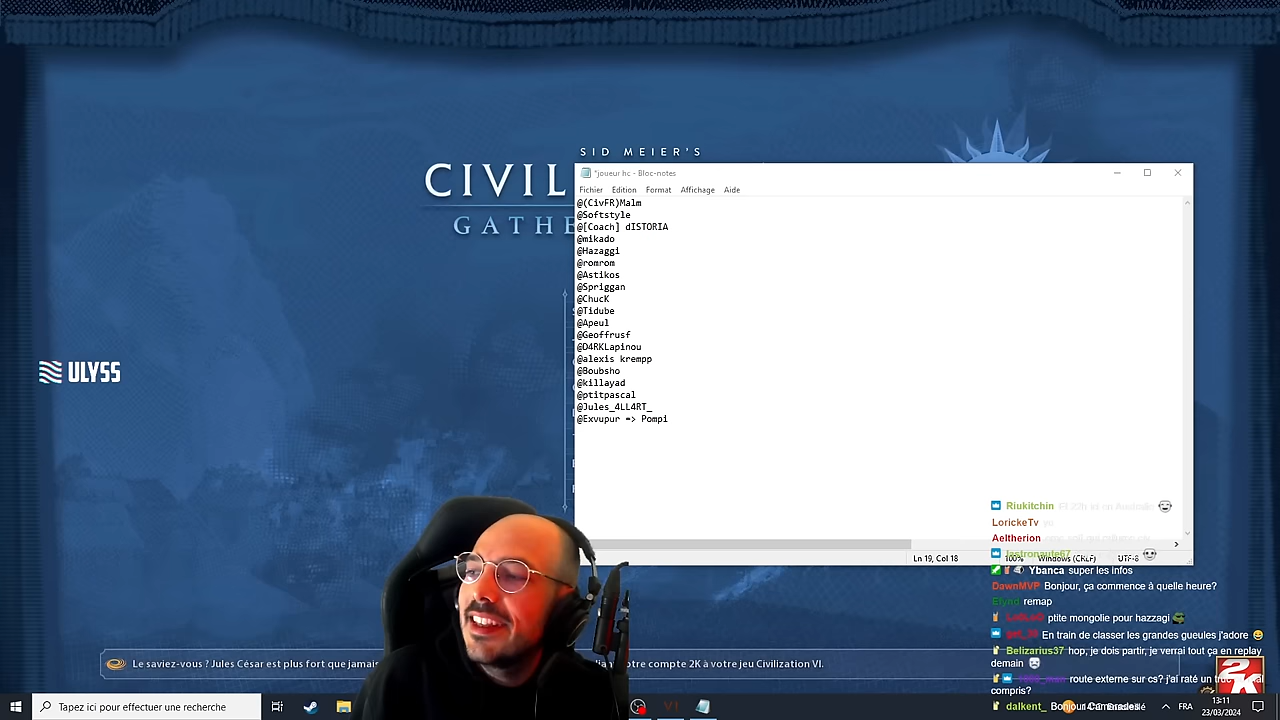 SID MEIER'S
CIVIL
GATHE
*joueur hc - Bloc-notes
Fichier Edition Format Affichage Aide
@(CivFR)Malm
@Softstyle
@[Coach] dISTORIA
@mikado
@Hazaggi
@romrom
@Astikos
@Spriggan
@ChucK
@Tidube
@Apeul
@Geoffrusf
@D4RKLapinou
@alexis krempp
@Boubsho
@killayad
@ptitpascal
@Jules_4LL4RT_
@Exvupur => Pompi
ULYSS
Ln 19, Col 18 100% Windows (CRLF) UTF-8
Riukitchin
LorickeTv yo
Aeltherion
lastronaute67
Ybanca super les infos
DawnMVP Bonjour, ça commence à quelle heure?
remap
ptite mongolie pour hazzagi
En train de classer les grandes gueules j'adore
Belizarius37 hop, je dois partir, je verrai tout ça en replay
demain
route externe sur cs? j'ai raté un
compris?
dalkent_ Bonjour Camarades
Le saviez-vous ? Jules César est plus fort que jamais
votre compte 2K à votre jeu Civilization VI.
2K
Tapez ici pour effectuer une recherche
FRA
13:11
23/03/2024